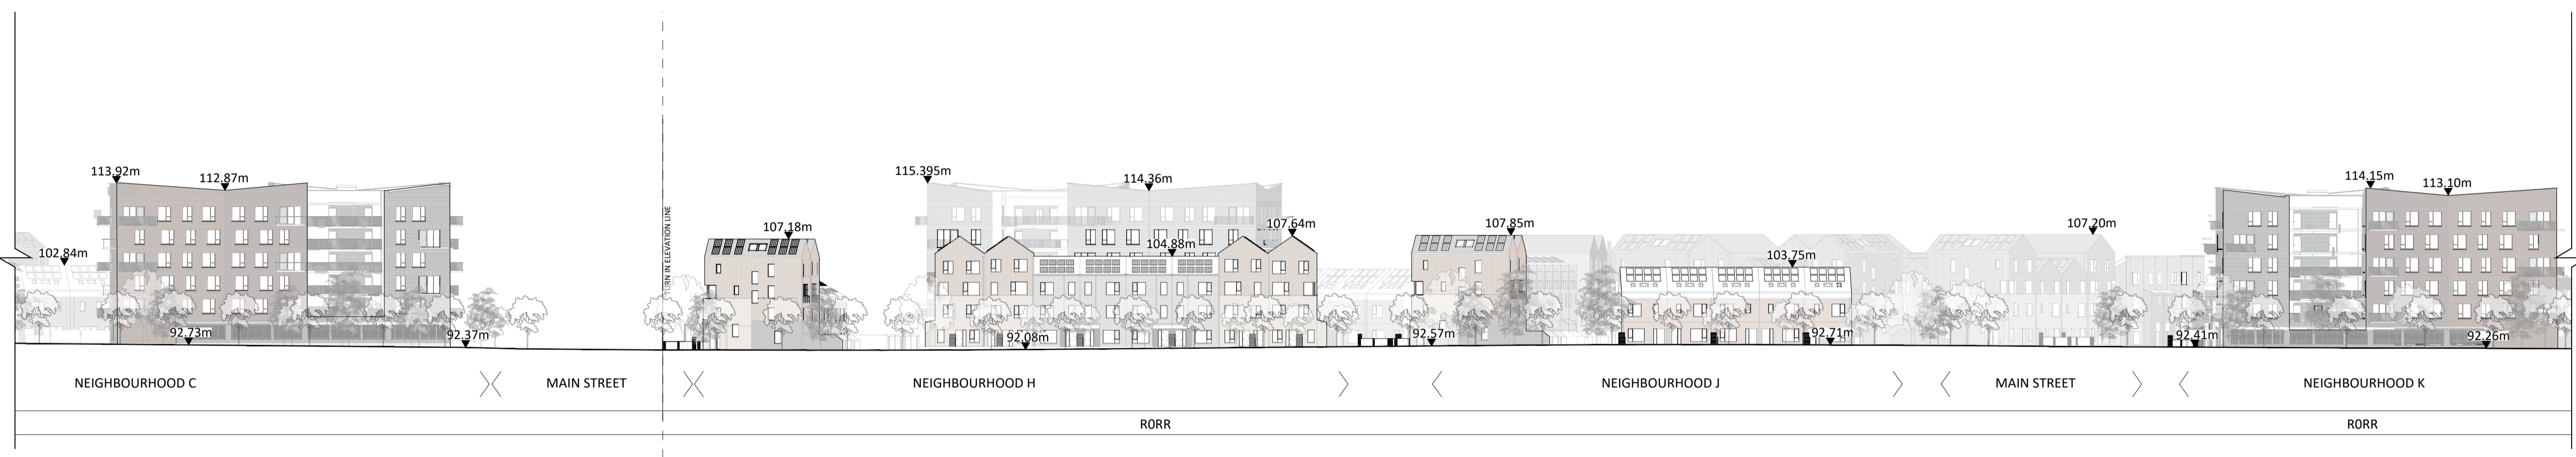 113.92m
112.87m
102.84m
92.73m
92.37m
TURN IN ELEVATION LINE
107.18m
115.395m
114.36m
107.64m
104.88m
92.08m
107.85m
103.75m
107.20m
92.57m
92.71m
114.15m
113.10m
92.41m
92.26m
NEIGHBOURHOOD C
MAIN STREET
NEIGHBOURHOOD H
NEIGHBOURHOOD J
MAIN STREET
NEIGHBOURHOOD K
R0RR
R0RR